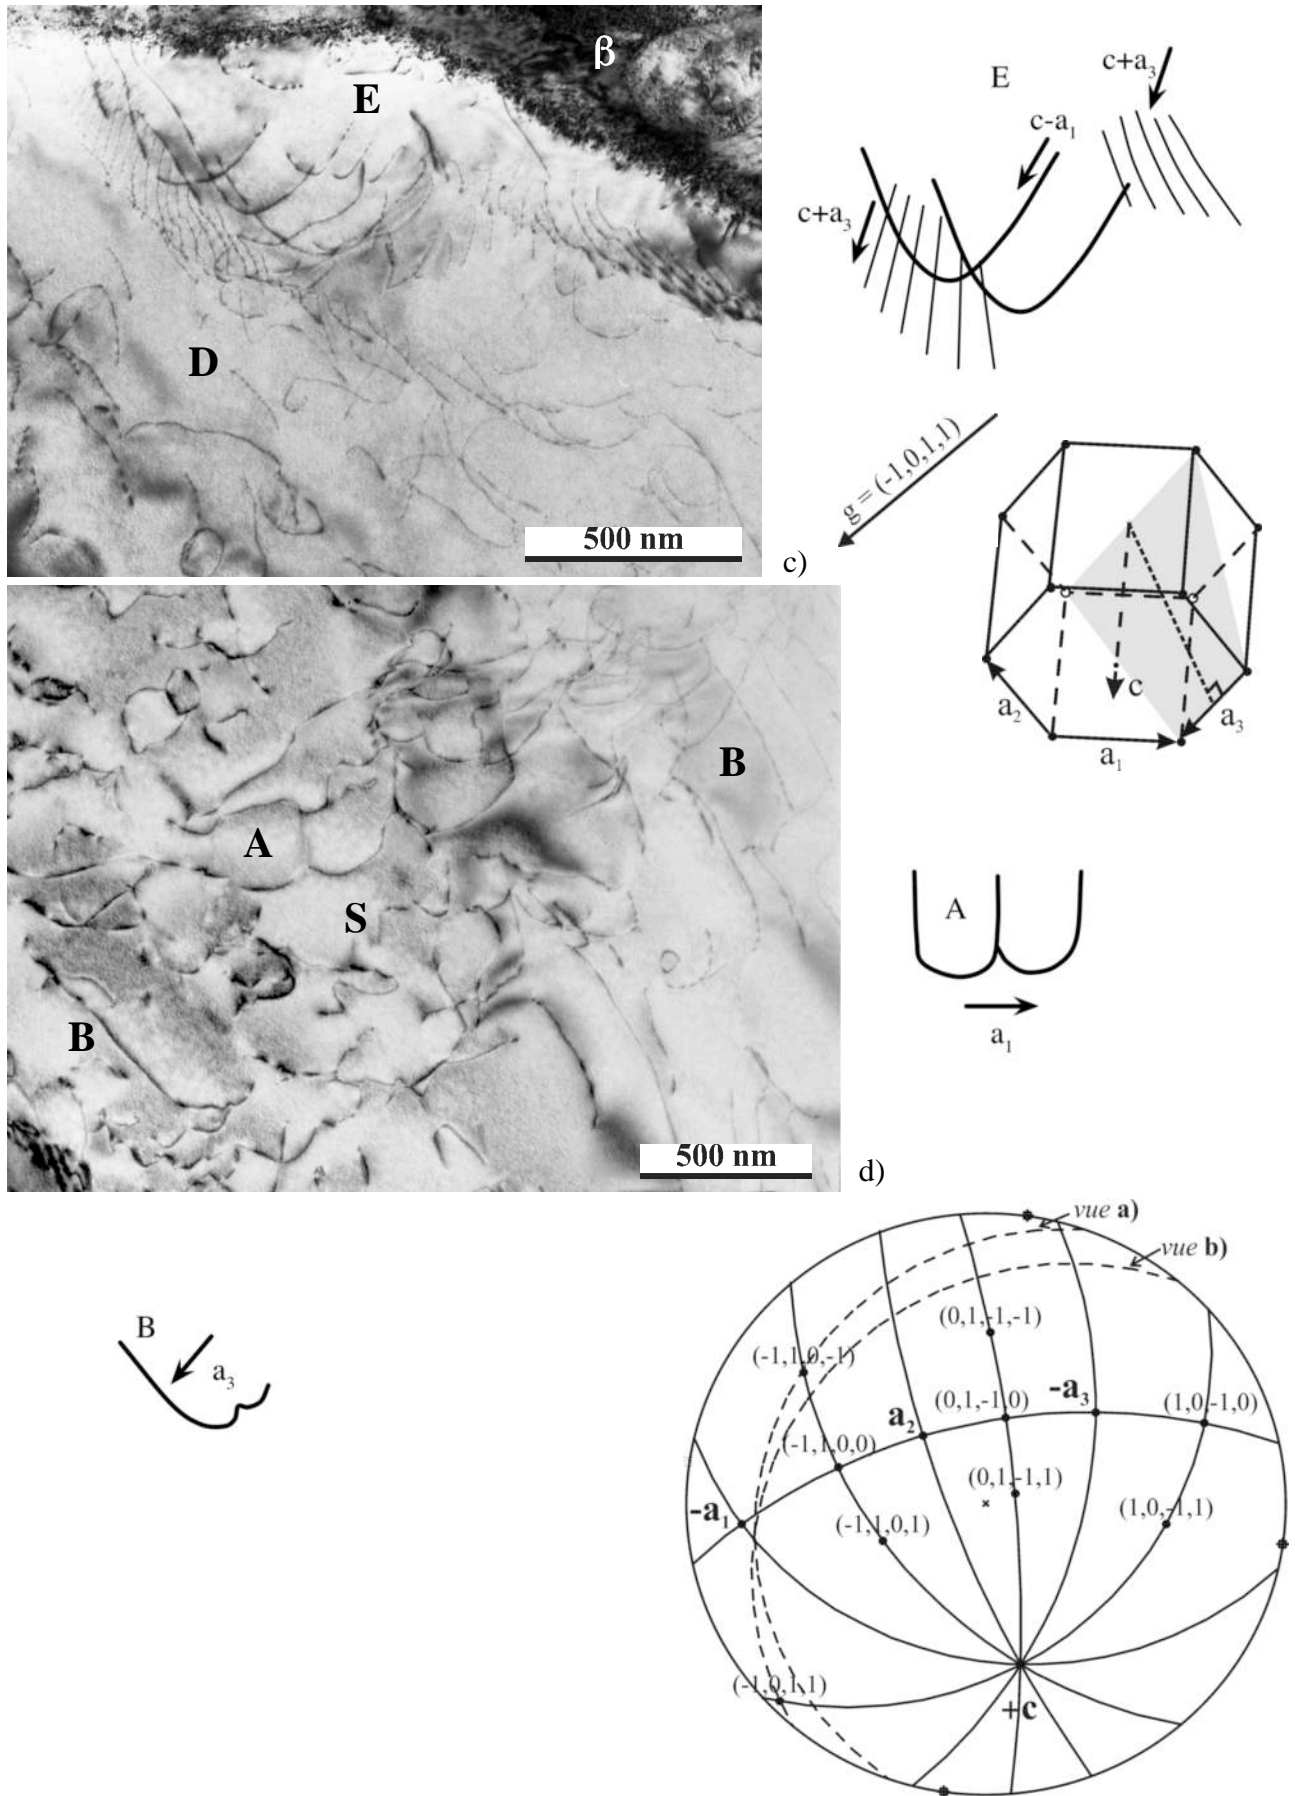 β
E
D
500 nm
c)
E
c+a3
c-a1
c+a3
g = (-1,0,1,1)
c
a2
a3
a1
A
B
S
B
500 nm
d)
A
a1
B
a3
vue a)
vue b)
(0,1,-1,-1)
(-1,1,0,-1)
-a3
(0,1,-1,0)
(1,0,-1,0)
a2
(-1,1,0,0)
(0,1,-1,1)
-a1
(-1,1,0,1)
(1,0,-1,1)
(-1,0,1,1)
+c